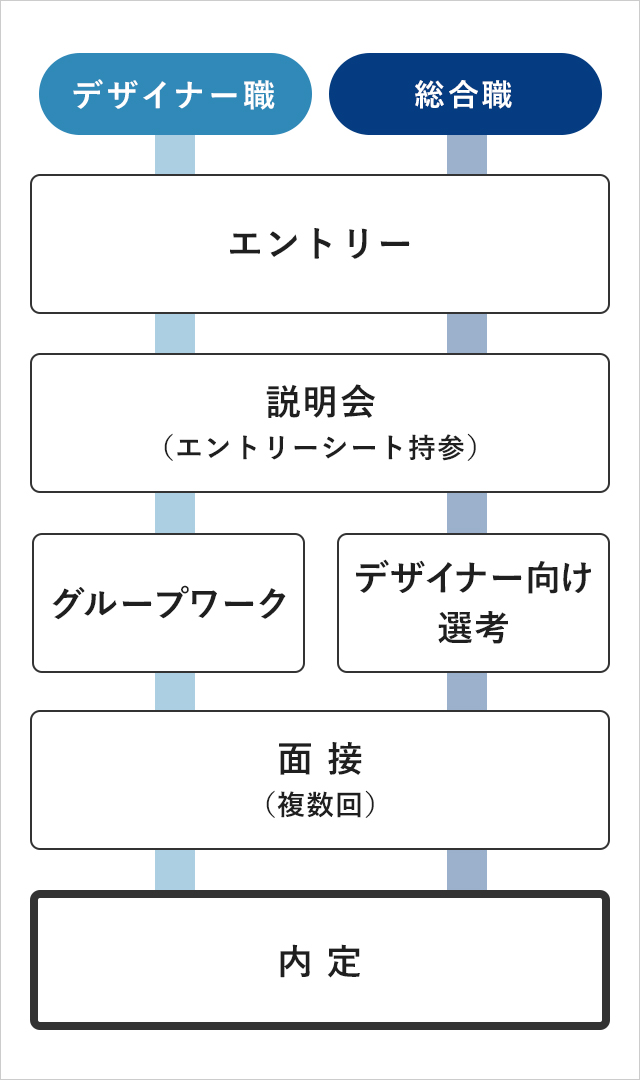 デザイナー職
総合職
エントリー
説明会
（エントリーシート持参）
グループワーク
デザイナー向け
選考
面 接
（複数回）
内 定